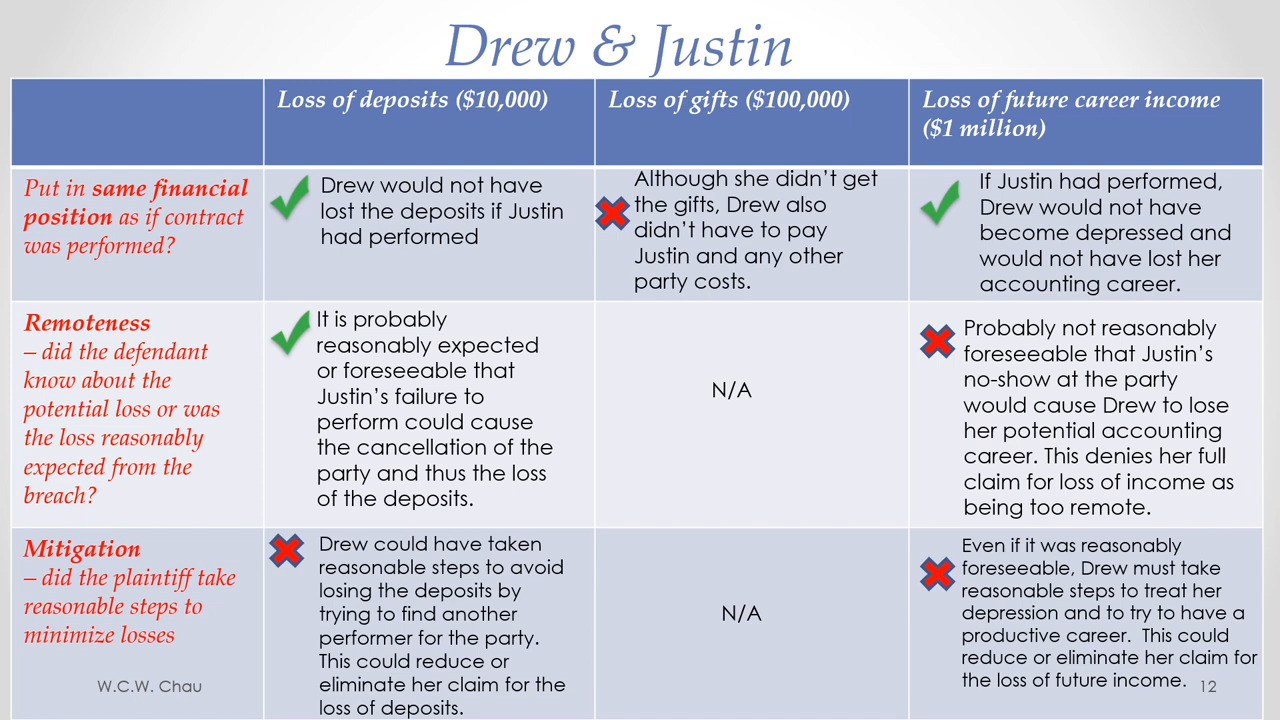 Drew & Justin
Loss of deposits ($10,000)
Loss of gifts ($100,000)
Loss of future career income
($1 million)
Put in same financial
position as if contract
was performed?
Drew would not have
lost the deposits if Justin
had performed
Although she didn’t get
the gifts, Drew also
didn’t have to pay
Justin and any other
party costs.
If Justin had performed,
Drew would not have
become depressed and
would not have lost her
accounting career.
Remoteness
– did the defendant
know about the
potential loss or was
the loss reasonably
expected from the
breach?
It is probably
reasonably expected
or foreseeable that
Justin’s failure to
perform could cause
the cancellation of the
party and thus the loss
of the deposits.
N/A
Probably not reasonably
foreseeable that Justin’s
no-show at the party
would cause Drew to lose
her potential accounting
career. This denies her full
claim for loss of income as
being too remote.
Mitigation
– did the plaintiff take
reasonable steps to
minimize losses
Drew could have taken
reasonable steps to avoid
losing the deposits by
trying to find another
performer for the party.
This could reduce or
eliminate her claim for the
loss of deposits.
N/A
Even if it was reasonably
foreseeable, Drew must take
reasonable steps to treat her
depression and to try to have a
productive career. This could
reduce or eliminate her claim for
the loss of future income.
W.C.W. Chau
12